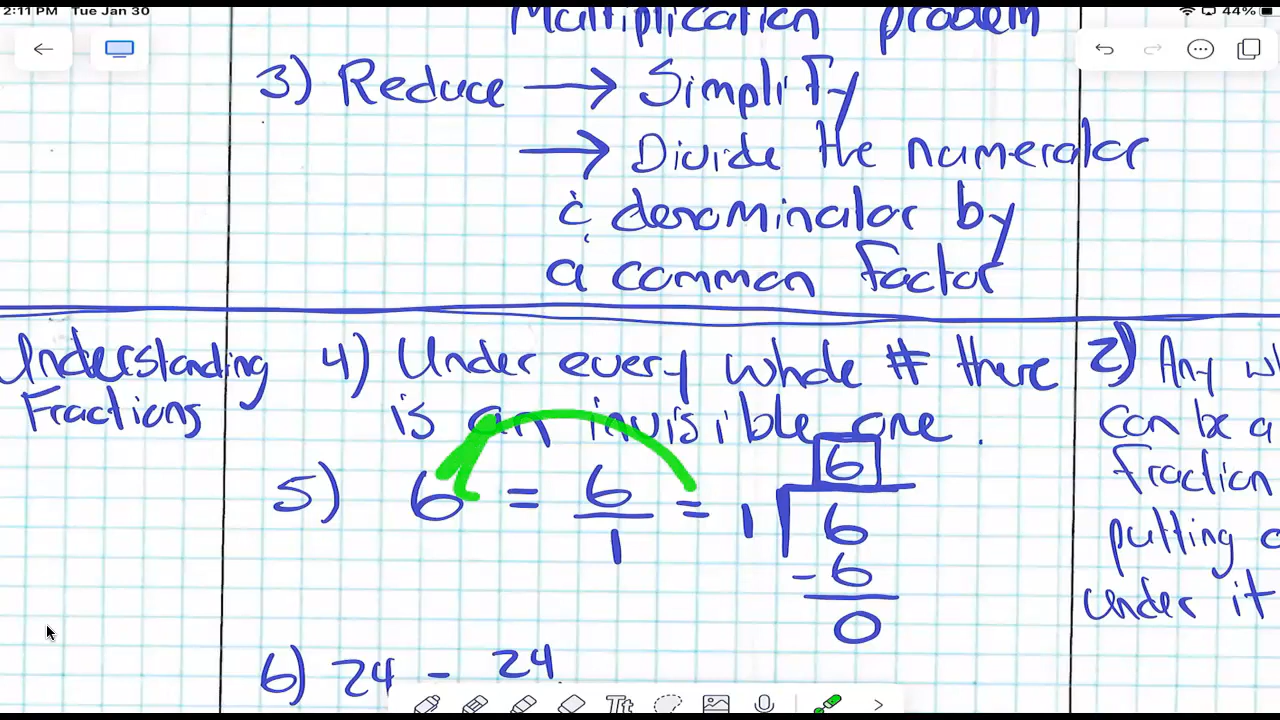 2:11 PM Tue Jan 30
44%
Multiplication problem
3) Reduce → Simplify
→ Divide the numerator
& denominator by
a common factor
Understanding
Fractions
4) Under every whole # there
is an invisible one.
5) 6 = 6/1 = 1
6
6
-6
0
6) 24 = 24
2) Any wh
can be a
fraction
putting o
under it
Tt